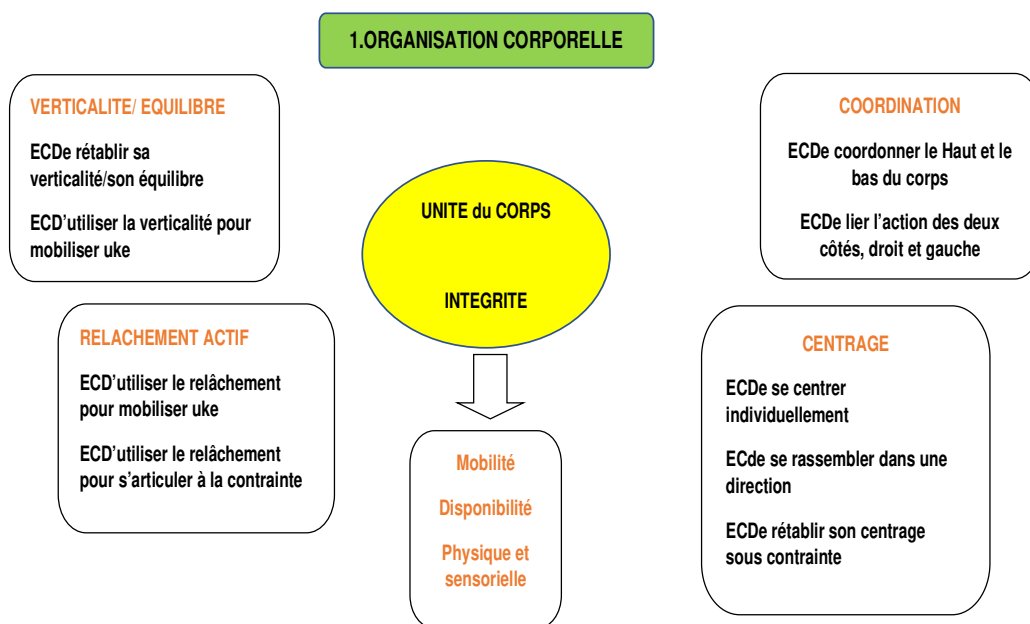 1.ORGANISATION CORPORELLE
VERTICALITE/ EQUILIBRE
ECDe rétablir sa
verticalité/son équilibre
ECD’utiliser la verticalité pour
mobiliser uke
COORDINATION
ECDe coordonner le Haut et le
bas du corps
ECDe lier l’action des deux
côtés, droit et gauche
UNITE du CORPS
INTEGRITE
RELACHEMENT ACTIF
ECD’utiliser le relâchement
pour mobiliser uke
ECD’utiliser le relâchement
pour s’articuler à la contrainte
CENTRAGE
ECDe se centrer
individuellement
ECde se rassembler dans une
direction
ECDe rétablir son centrage
sous contrainte
Mobilité
Disponibilité
Physique et
sensorielle